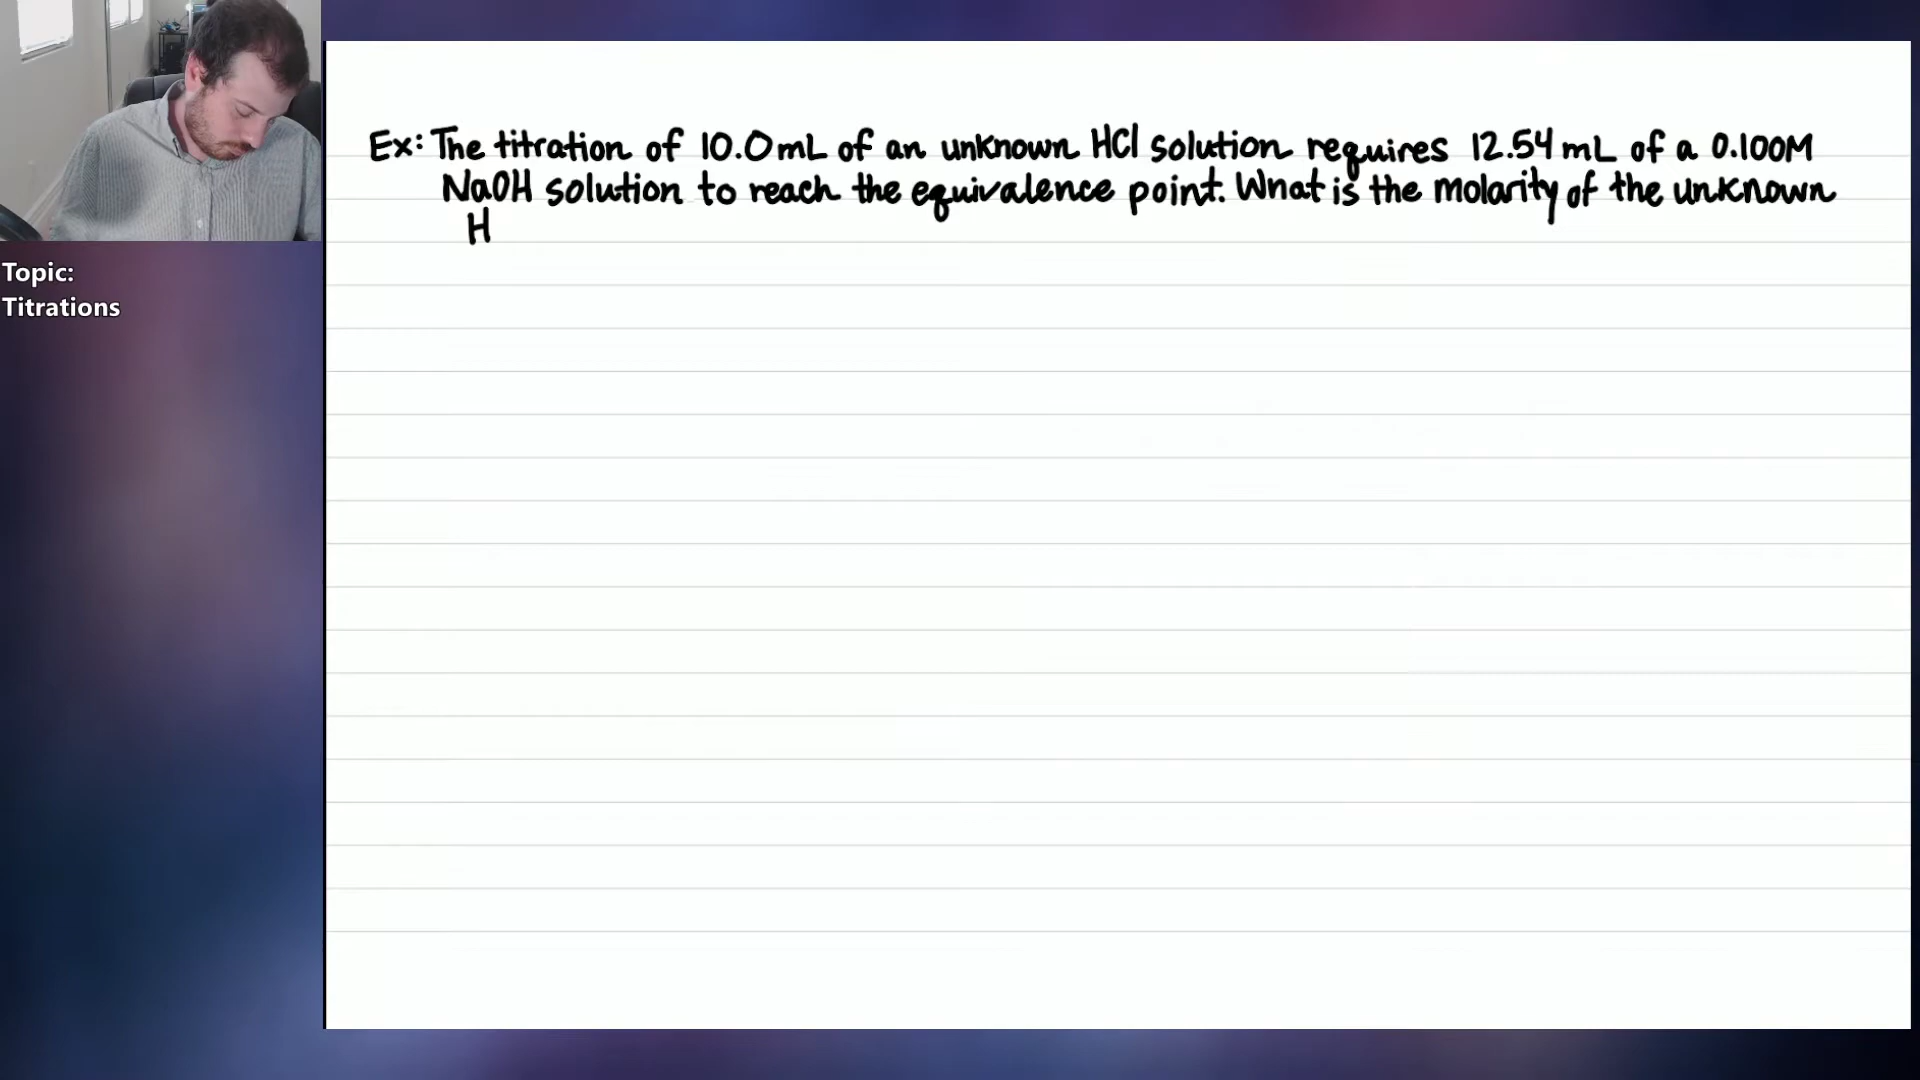 Ex: The titration of 10.0 mL of an unknown HCl solution requires 12.54 mL of a 0.100M
NaOH solution to reach the equivalence point. What is the molarity of the unknown
H
Topic:
Titrations